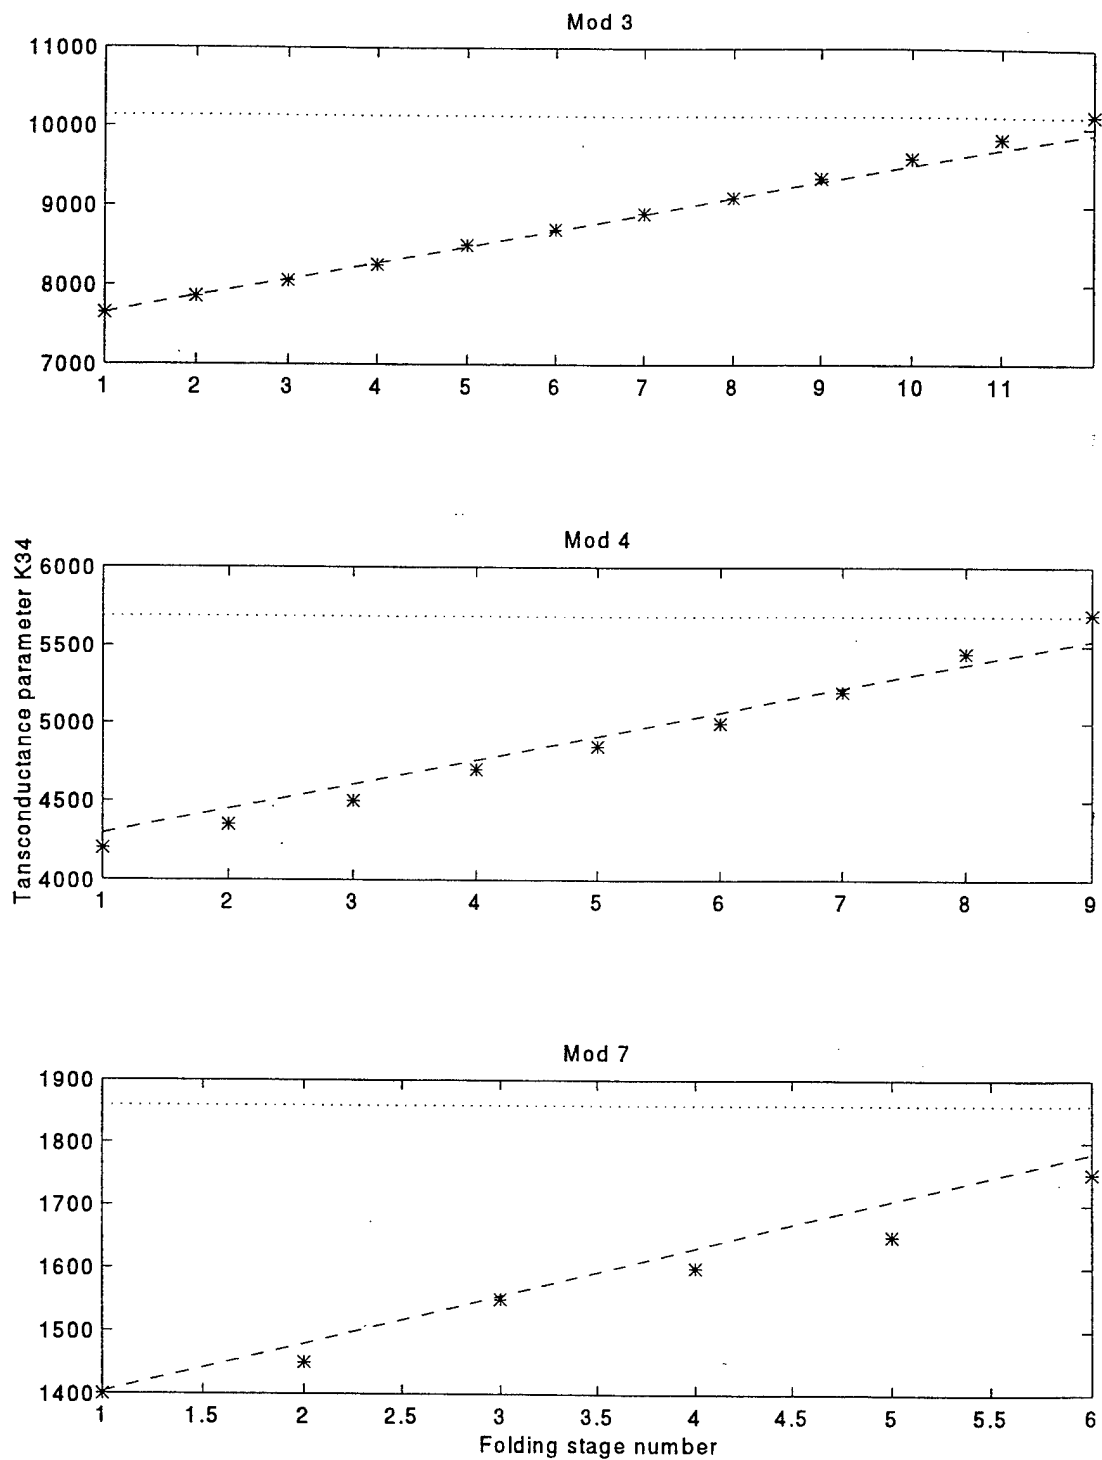 Mod 3
11000
10000
9000
8000
7000
1 2 3 4 5 6 7 8 9 10 11
Mod 4
Tansconductance parameter K34
6000
5500
5000
4500
4000
1 2 3 4 5 6 7 8 9
Mod 7
1900
1800
1700
1600
1500
1400
1 1.5 2 2.5 3 3.5 4 4.5 5 5.5 6
Folding stage number